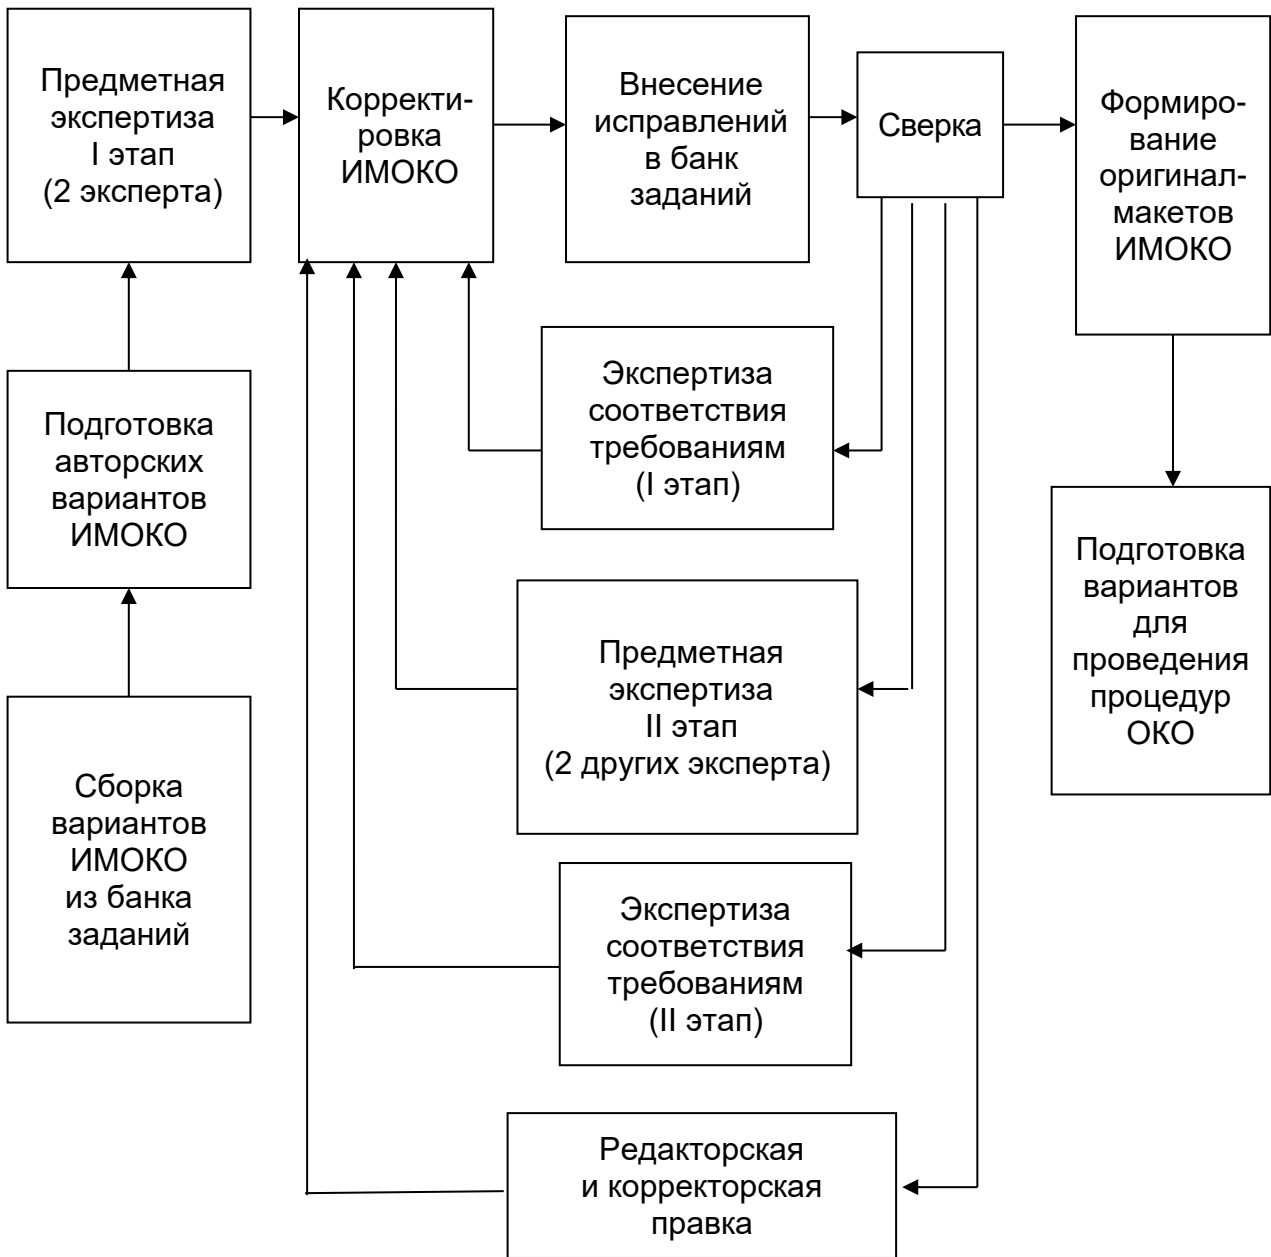 Предметная
экспертиза
I этап
(2 эксперта)
Корректи-
ровка
ИМОКО
Внесение
исправлений
в банк
заданий
Сверка
Формиро-
вание
оригинал-
макетов
ИМОКО
Экспертиза
соответствия
требованиям
(I этап)
Подготовка
авторских
вариантов
ИМОКО
Подготовка
вариантов
для
проведения
процедур
ОКО
Предметная
экспертиза
II этап
(2 других эксперта)
Сборка
вариантов
ИМОКО
из банка
заданий
Экспертиза
соответствия
требованиям
(II этап)
Редакторская
и корректорская
правка